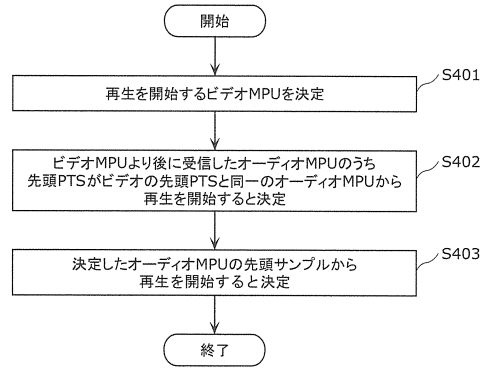 開始
S401
再生を開始するビデオMPUを決定
S402
ビデオMPUより後に受信したオーディオMPUのうち
先頭PTSがビデオの先頭PTSと同一のオーディオMPUから
再生を開始すると決定
S403
決定したオーディオMPUの先頭サンプルから
再生を開始すると決定
終了